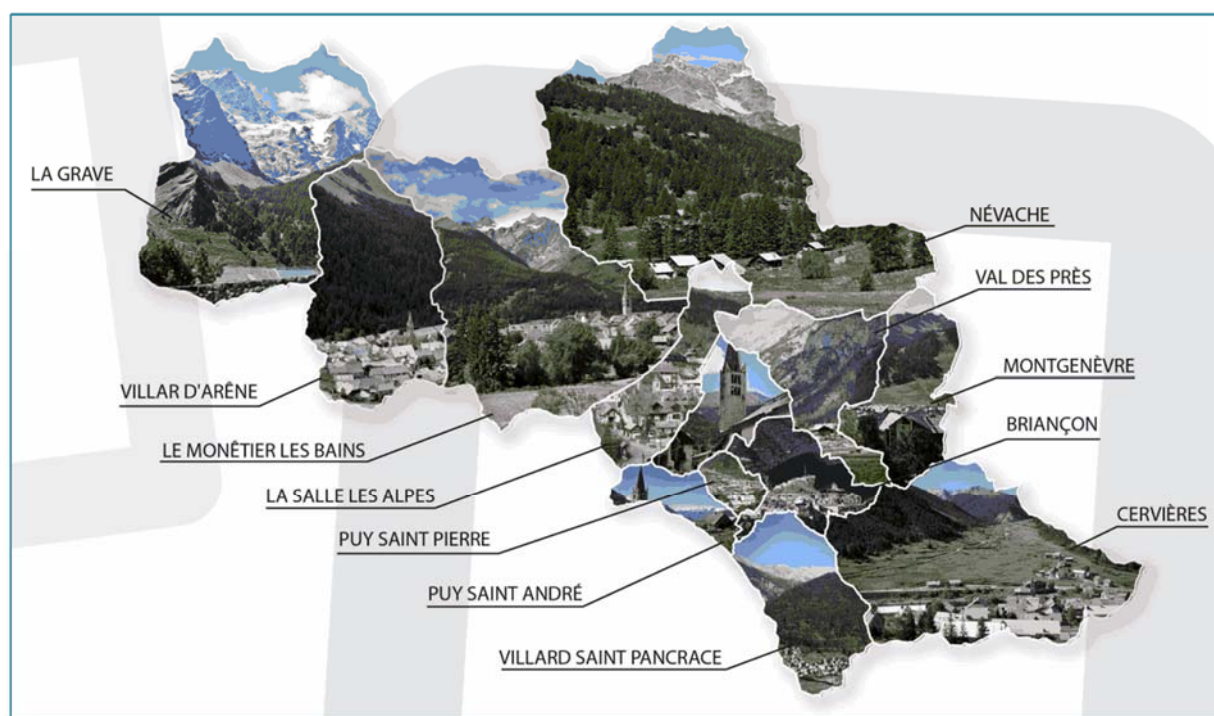 LA GRAVE
NÉVACHE
VAL DES PRÈS
MONTGENÈVRE
VILLAR D'ARÊNE
BRIANÇON
LE MONÊTIER LES BAINS
LA SALLE LES ALPES
CERVIÈRES
PUY SAINT PIERRE
PUY SAINT ANDRÉ
VILLARD SAINT PANCRACE